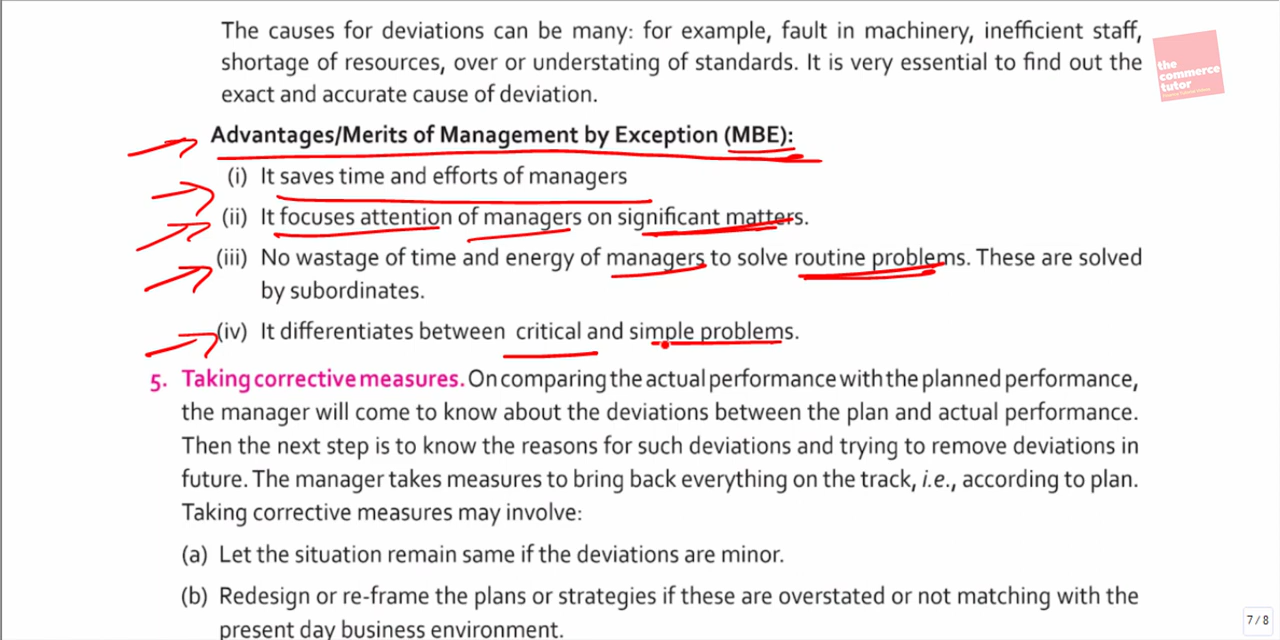 The causes for deviations can be many: for example, fault in machinery, inefficient staff,
shortage of resources, over or understating of standards. It is very essential to find out the
exact and accurate cause of deviation.
the
commerce
tutor
Advantages/Merits of Management by Exception (MBE):
(i) It saves time and efforts of managers
(ii) It focuses attention of managers on significant matters.
(iii) No wastage of time and energy of managers to solve routine problems. These are solved
by subordinates.
(iv) It differentiates between critical and simple problems.
5. Taking corrective measures. On comparing the actual performance with the planned performance,
the manager will come to know about the deviations between the plan and actual performance.
Then the next step is to know the reasons for such deviations and trying to remove deviations in
future. The manager takes measures to bring back everything on the track, i.e., according to plan.
Taking corrective measures may involve:
(a) Let the situation remain same if the deviations are minor.
(b) Redesign or re-frame the plans or strategies if these are overstated or not matching with the
present day business environment.
7 / 8